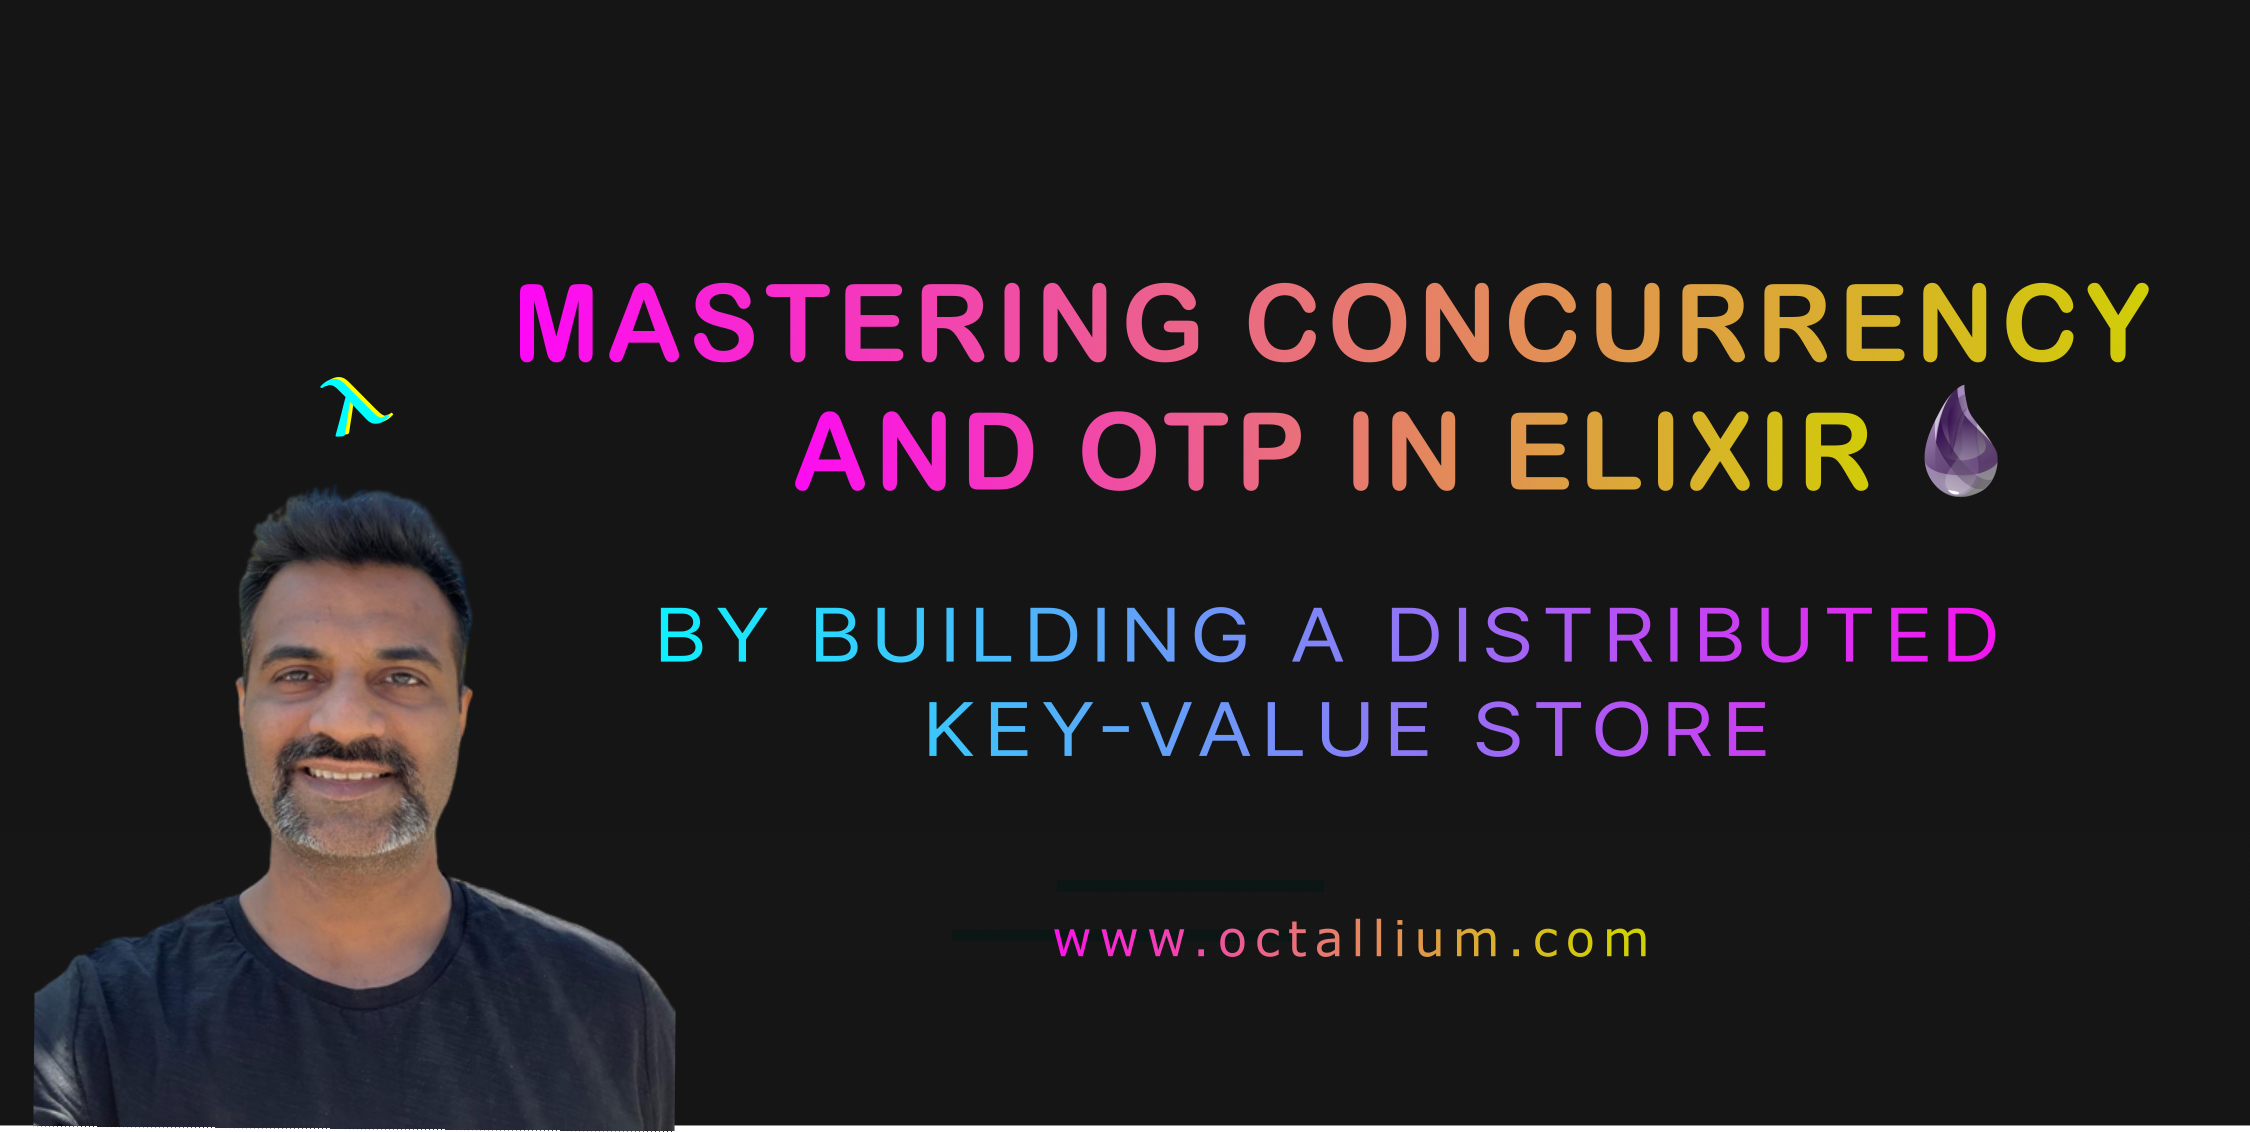 MASTERING CONCURRENCY
AND OTP IN ELIXIR
λ
BY BUILDING A DISTRIBUTED
KEY-VALUE STORE
www.octallium.com